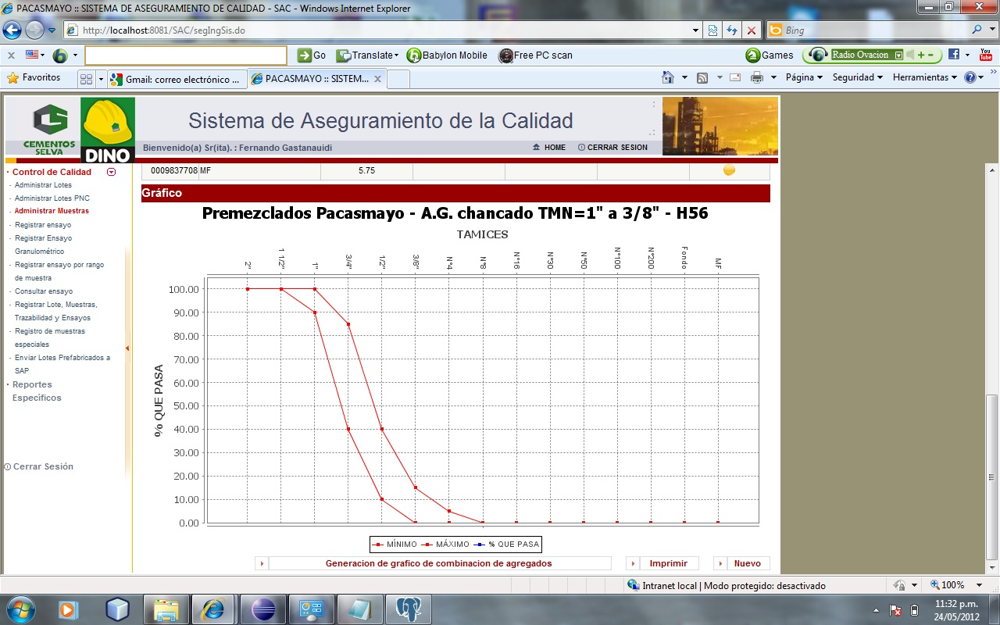 PACASMAYO :: SISTEMA DE ASEGURAMIENTO DE CALIDAD - SAC - Windows Internet Explorer
http://localhost:8081/SAC/segIngSis.do
Bing
Go Translate Babylon Mobile Free PC scan Games Radio Ovacion You Tube
Favoritos Gmail: correo electrónico ... PACASMAYO :: SISTEM... Página Seguridad Herramientas
CEMENTOS SELVA
DINO
Sistema de Aseguramiento de la Calidad
Bienvenido(a) Sr(ita). : Fernando Gastanauidi HOME CERRAR SESION
Control de Calidad
Administrar Lotes
Administrar Lotes PNC
Administrar Muestras
Registrar ensayo
Registrar Ensayo
Granulométrico
Registrar ensayo por rango
de muestra
Consultar ensayo
Registrar Lote, Muestras,
Trazabilidad y Ensayos
Registro de muestras
especiales
Enviar Lotes Prefabricados a
SAP
Reportes
Específicos
Cerrar Sesión
0009837708 MF 5.75
Gráfico
Premezclados Pacasmayo - A.G. chancado TMN=1" a 3/8" - H56
TAMICES
2" 1 1/2" 1" 3/4" 1/2" 3/8" N°4 N°8 N°16 N°30 N°50 N°100 N°200 Fondo MF
% QUE PASA
100.00
90.00
80.00
70.00
60.00
50.00
40.00
30.00
20.00
10.00
0.00
MÍNIMO MÁXIMO % QUE PASA
Generacion de grafico de combinacion de agregados Imprimir Nuevo
Intranet local | Modo protegido: desactivado 100%
11:32 p.m.
24/05/2012